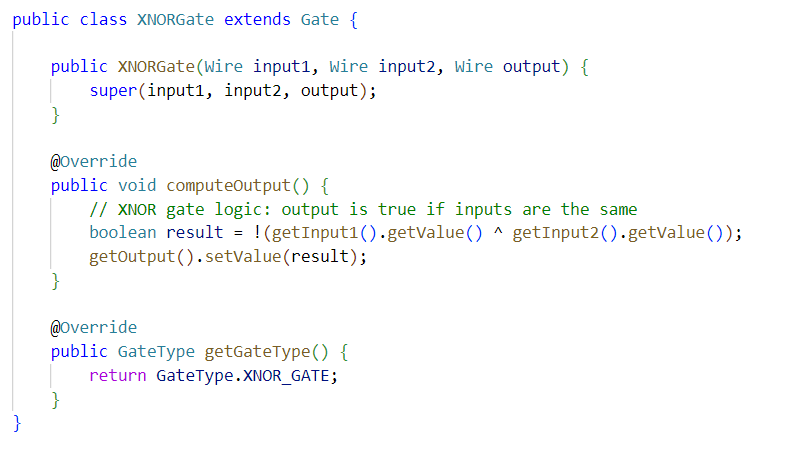 public class XNORGate extends Gate {
public XNORGate(Wire input1, Wire input2, Wire output) {
super(input1, input2, output);
}
@Override
public void computeOutput() {
// XNOR gate logic: output is true if inputs are the same
boolean result = !(getInput1().getValue() ^ getInput2().getValue());
getOutput().setValue(result);
}
@Override
public GateType getGateType() {
return GateType.XNOR_GATE;
}
}